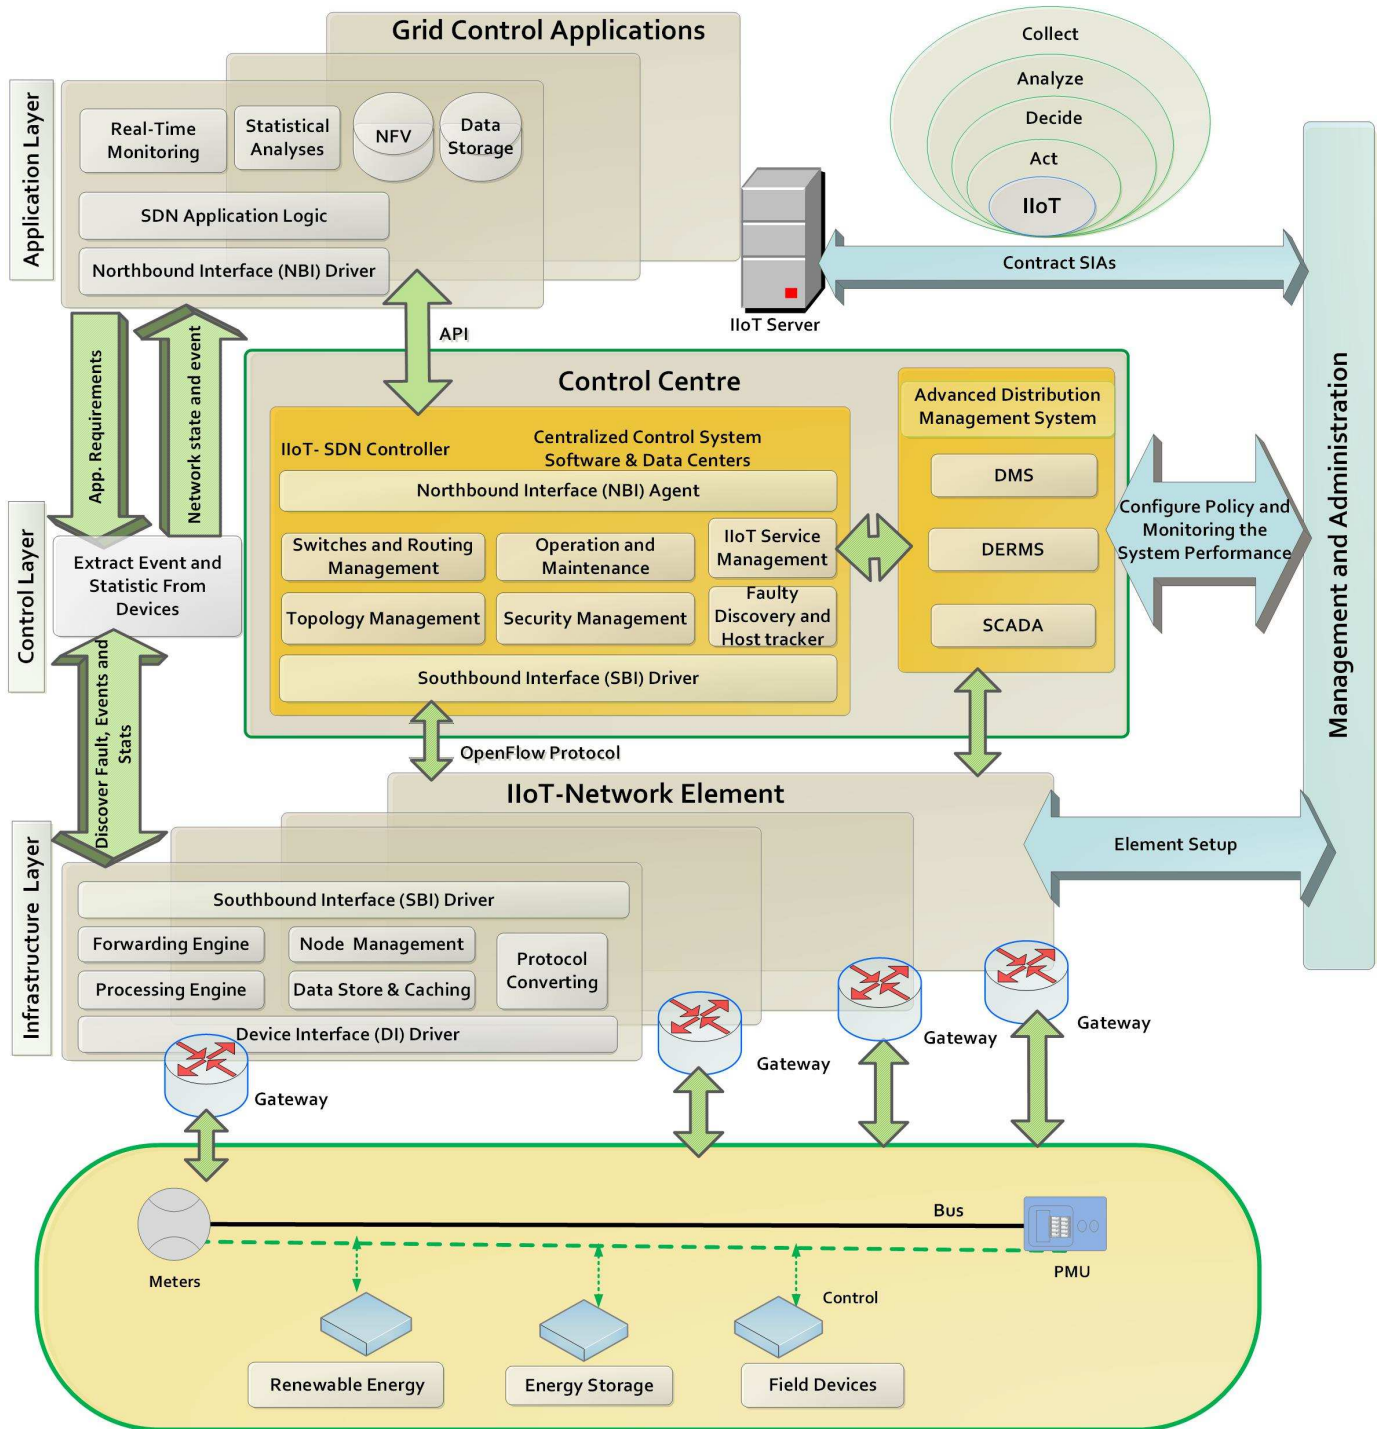 Grid Control Applications
Application Layer
Real-Time
Monitoring
Statistical
Analyses
NFV
Data
Storage
SDN Application Logic
Northbound Interface (NBI) Driver
Collect
Analyze
Decide
Act
IIoT
IIoT Server
Contract SIAs
Management and Administration
App. Requirements
Network state and event
API
Control Layer
Extract Event and
Statistic From
Devices
Control Centre
IIoT- SDN Controller
Centralized Control System
Software & Data Centers
Northbound Interface (NBI) Agent
Switches and Routing
Management
Operation and
Maintenance
IIoT Service
Management
Topology Management
Security Management
Faulty
Discovery and
Host tracker
Southbound Interface (SBI) Driver
Advanced Distribution
Management System
DMS
DERMS
SCADA
Configure Policy and
Monitoring the
System Performance
Discover Fault, Events and
Stats
OpenFlow Protocol
Infrastructure Layer
IIoT-Network Element
Element Setup
Southbound Interface (SBI) Driver
Forwarding Engine
Node Management
Protocol
Converting
Processing Engine
Data Store & Caching
Device Interface (DI) Driver
Gateway
Gateway
Gateway
Gateway
Bus
Meters
PMU
Control
Renewable Energy
Energy Storage
Field Devices